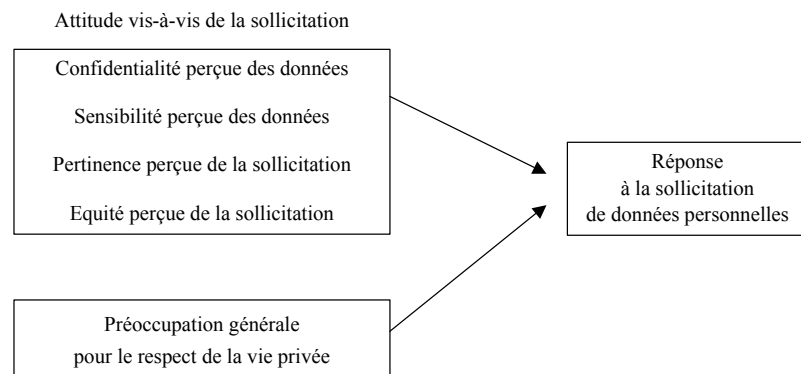 Attitude vis-à-vis de la sollicitation
Confidentialité perçue des données
Sensibilité perçue des données
Pertinence perçue de la sollicitation
Equité perçue de la sollicitation
Réponse
à la sollicitation
de données personnelles
Préoccupation générale
pour le respect de la vie privée